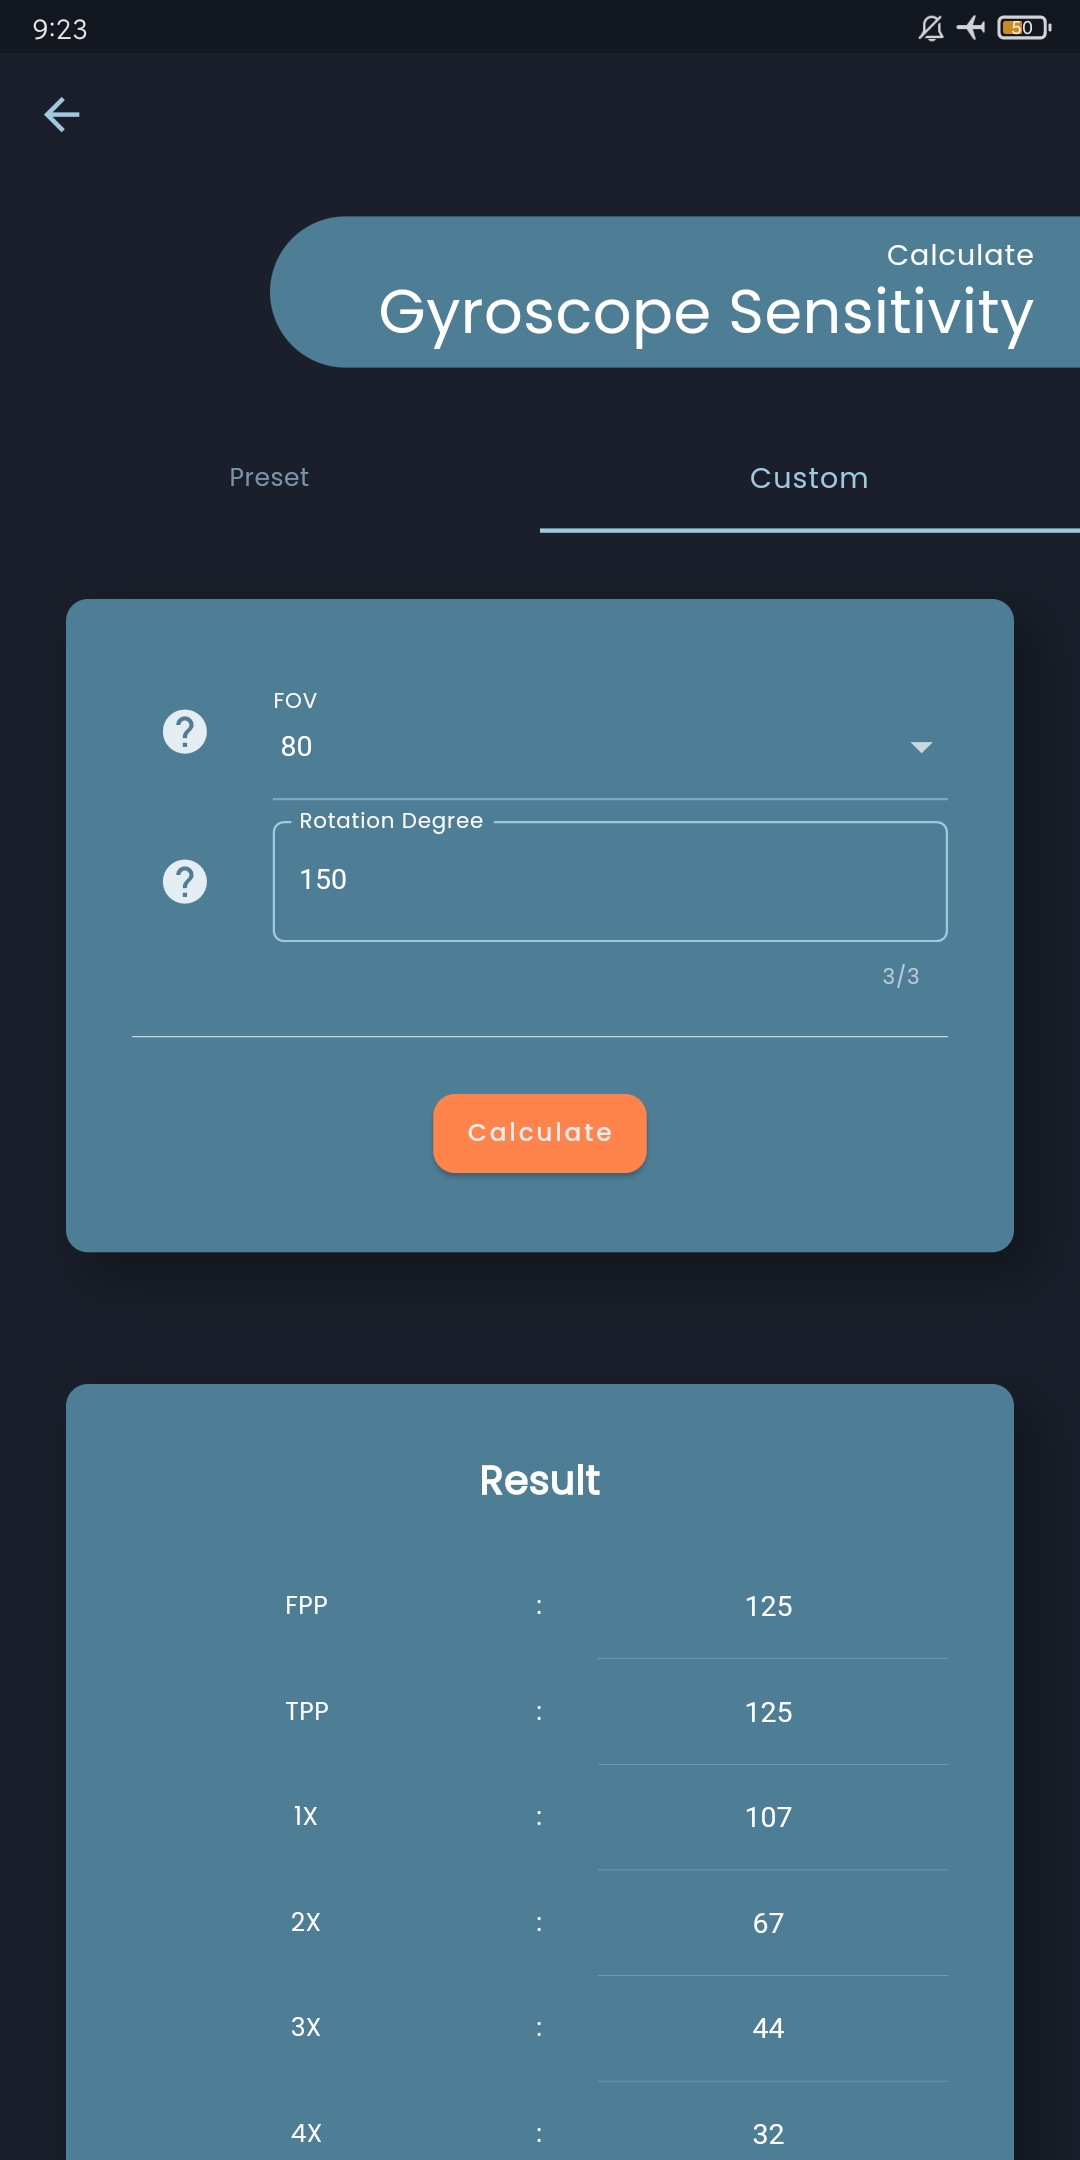 9:23
50
Calculate
Gyroscope Sensitivity
Preset
Custom
FOV
80
Rotation Degree
150
3/3
Calculate
Result
FPP : 125
TPP : 125
1X : 107
2X : 67
3X : 44
4X : 32